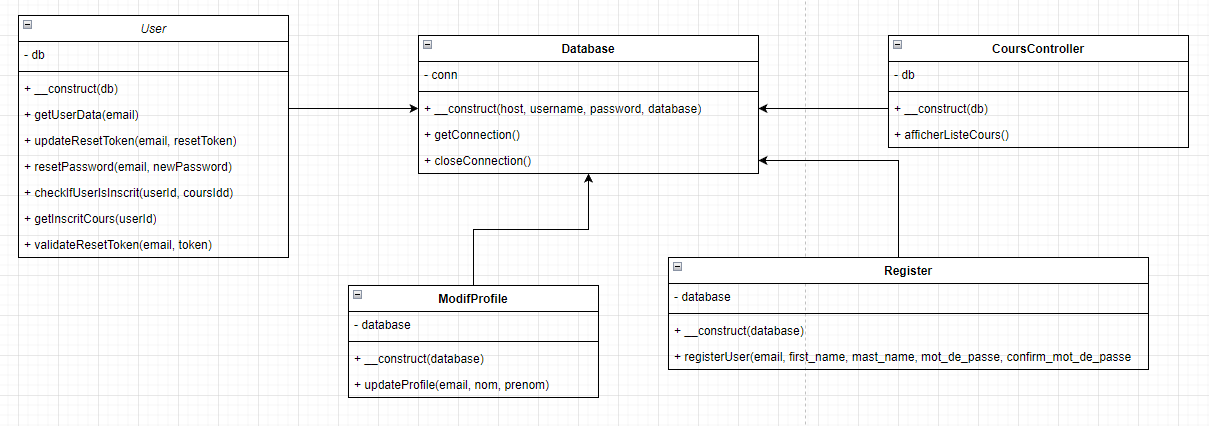 User
- db
+ __construct(db)
+ getUserData(email)
+ updateResetToken(email, resetToken)
+ resetPassword(email, newPassword)
+ checkIfUserIsInscrit(userId, coursIdd)
+ getInscritCours(userId)
+ validateResetToken(email, token)
Database
- conn
+ __construct(host, username, password, database)
+ getConnection()
+ closeConnection()
CoursController
- db
+ __construct(db)
+ afficherListeCours()
ModifProfile
- database
+ __construct(database)
+ updateProfile(email, nom, prenom)
Register
- database
+ __construct(database)
+ registerUser(email, first_name, mast_name, mot_de_passe, confirm_mot_de_passe